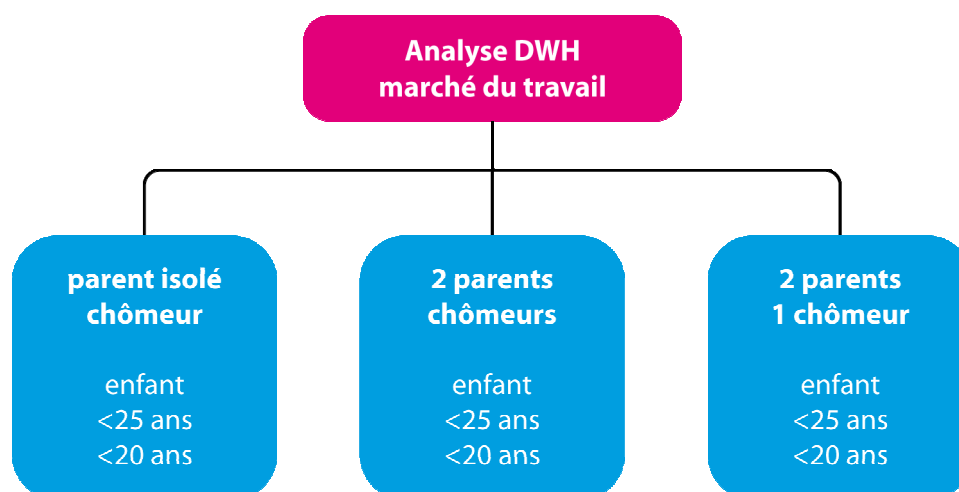 Analyse DWH
marché du travail
parent isolé
chômeur
enfant
<25 ans
<20 ans
2 parents
chômeurs
enfant
<25 ans
<20 ans
2 parents
1 chômeur
enfant
<25 ans
<20 ans